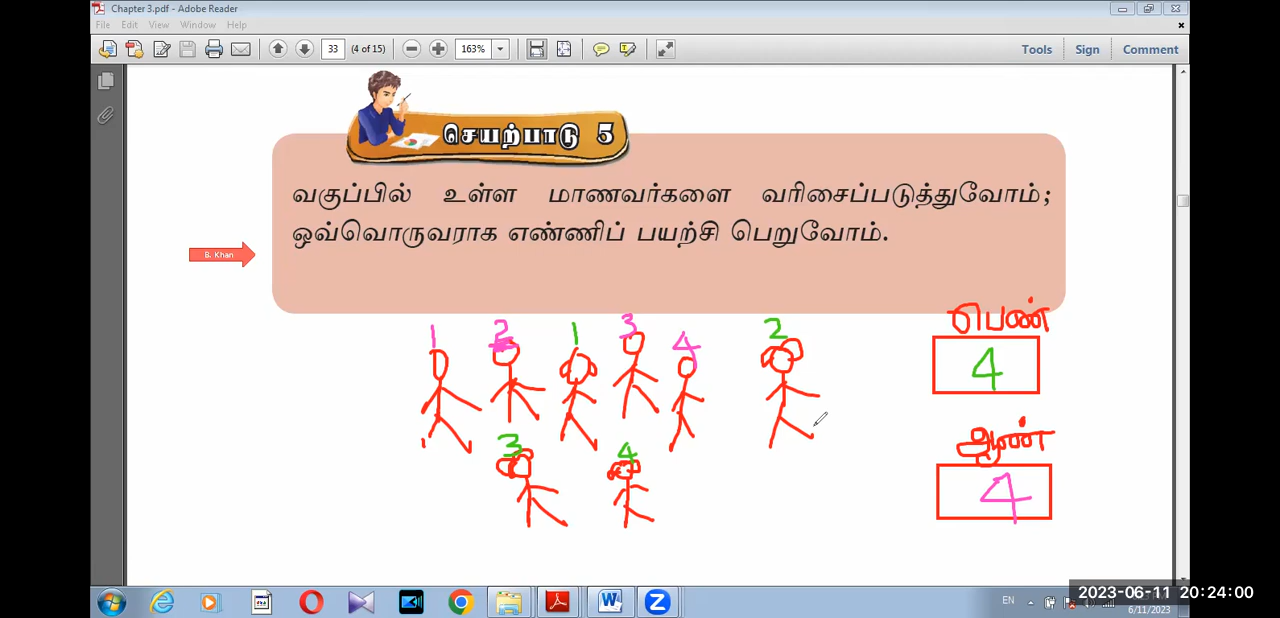 Chapter 3.pdf - Adobe Reader
File Edit View Window Help
33 (4 of 15) 163% Tools Sign Comment
செயற்பாடு 5
வகுப்பில் உள்ள மாணவர்களை வரிசைப்படுத்துவோம்;
ஒவ்வொருவராக எண்ணிப் பயற்சி பெறுவோம்.
B. Khan
பெண்
1 2 1 3 4 2
4
ஆண்
3 4
4
EN
2023-06-11 20:24:00
6/11/2023